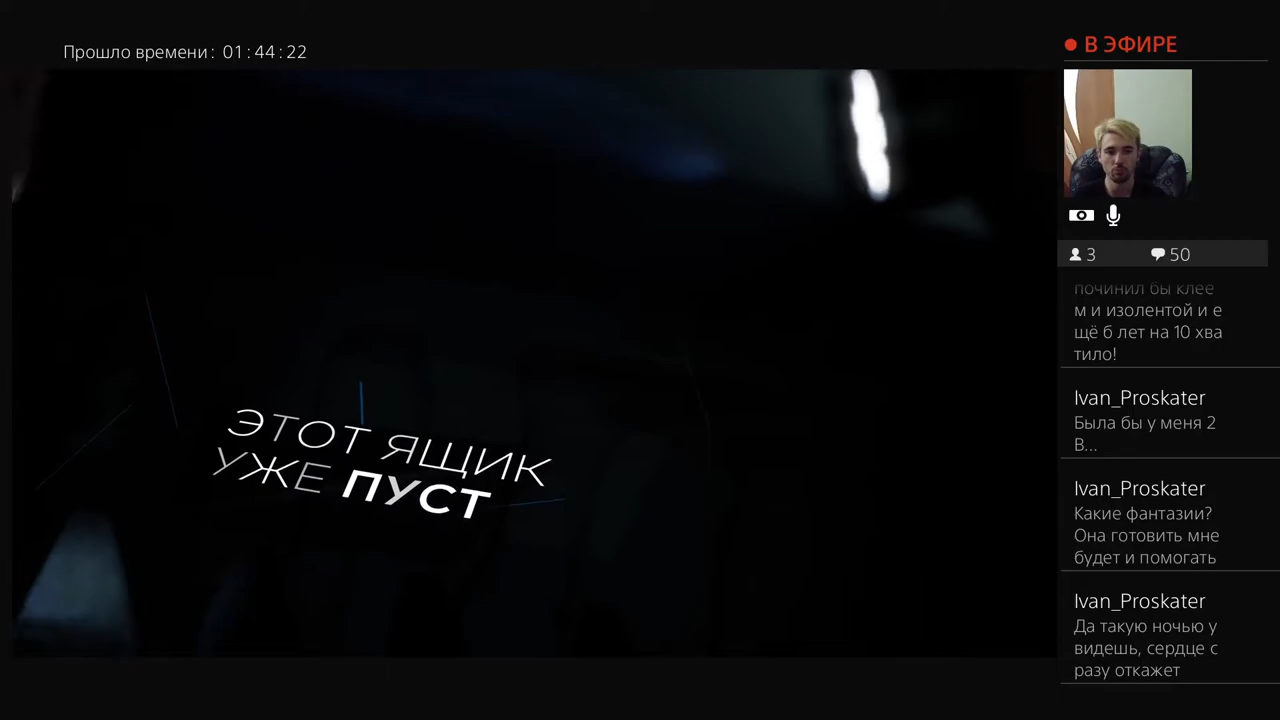 Прошло времени: 01:44:22
В ЭФИРЕ
3 50
починил бы клее
м и изолентой и е
щё б лет на 10 хва
тило!
Ivan_Proskater
Была бы у меня 2
В...
Ivan_Proskater
Какие фантазии?
Она готовить мне
будет и помогать
Ivan_Proskater
Да такую ночью у
видешь, сердце с
разу откажет
ЭТОТ ЯЩИК
УЖЕ ПУСТ